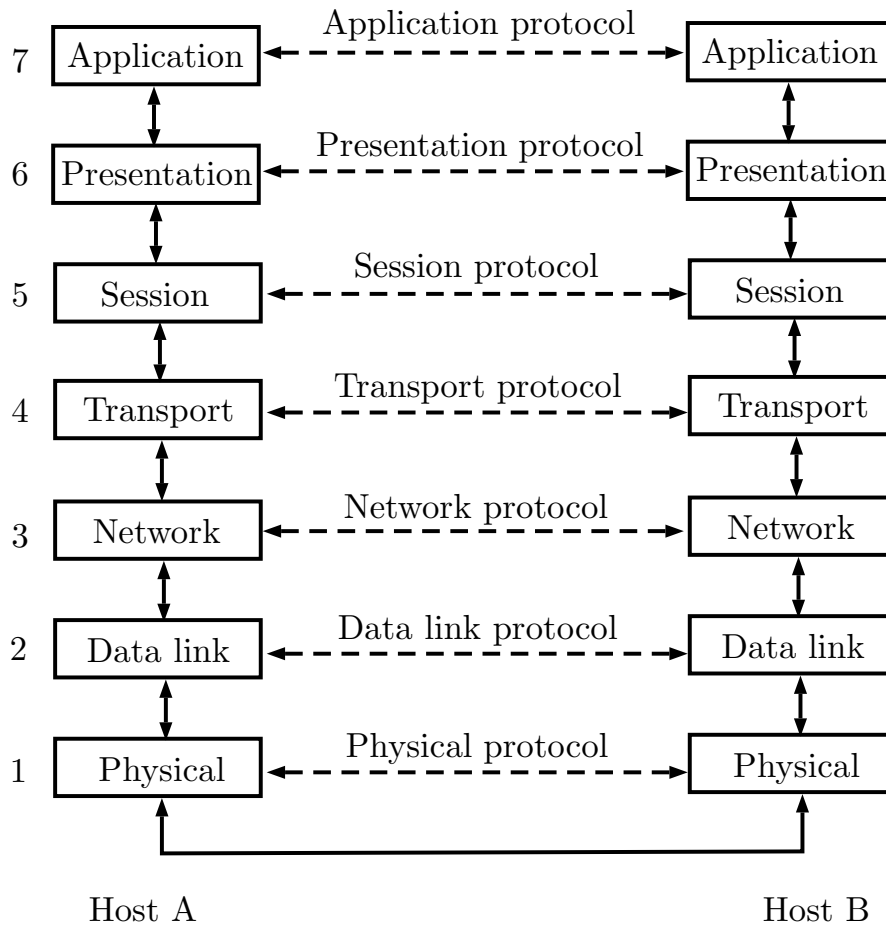 Application protocol
7 Application Application
Presentation protocol
6 Presentation Presentation
Session protocol
5 Session Session
Transport protocol
4 Transport Transport
Network protocol
3 Network Network
Data link protocol
2 Data link Data link
Physical protocol
1 Physical Physical
Host A Host B